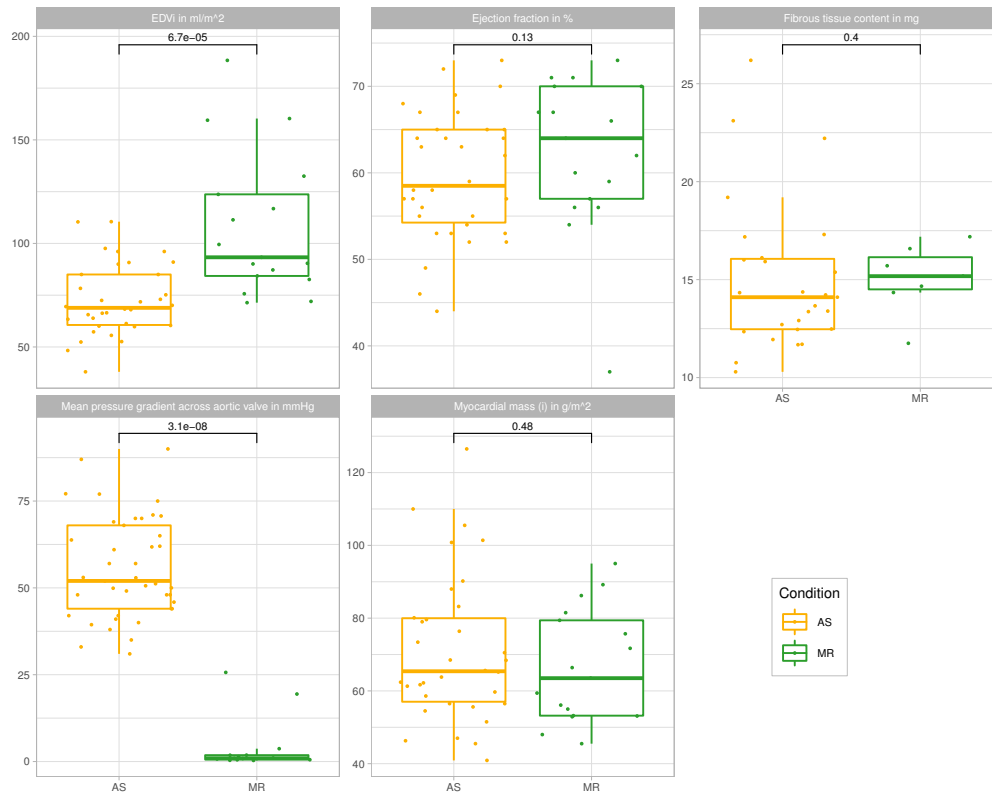 EDVi in ml/m^2
Ejection fraction in %
Fibrous tissue content in mg
6.7e−05
0.13
0.4
200
150
100
50
70
60
50
40
25
20
15
10
AS
MR
Mean pressure gradient across aortic valve in mmHg
Myocardial mass (i) in g/m^2
3.1e−08
0.48
75
50
25
0
120
100
80
60
40
AS
MR
AS
MR
Condition
AS
MR